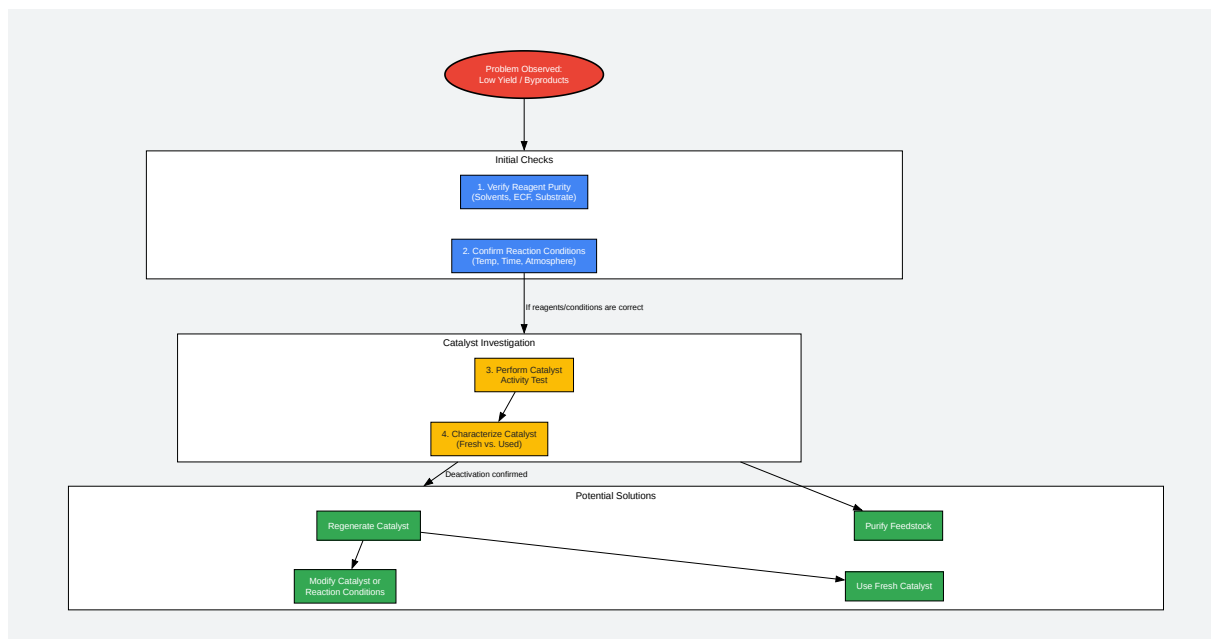 Problem Observed:
Low Yield / Byproducts
Initial Checks
1. Verify Reagent Purity
(Solvents, ECF, Substrate)
2. Confirm Reaction Conditions
(Temp, Time, Atmosphere)
If reagents/conditions are correct
Catalyst Investigation
3. Perform Catalyst
Activity Test
4. Characterize Catalyst
(Fresh vs. Used)
Deactivation confirmed
Potential Solutions
Regenerate Catalyst
Purify Feedstock
Modify Catalyst or
Reaction Conditions
Use Fresh Catalyst